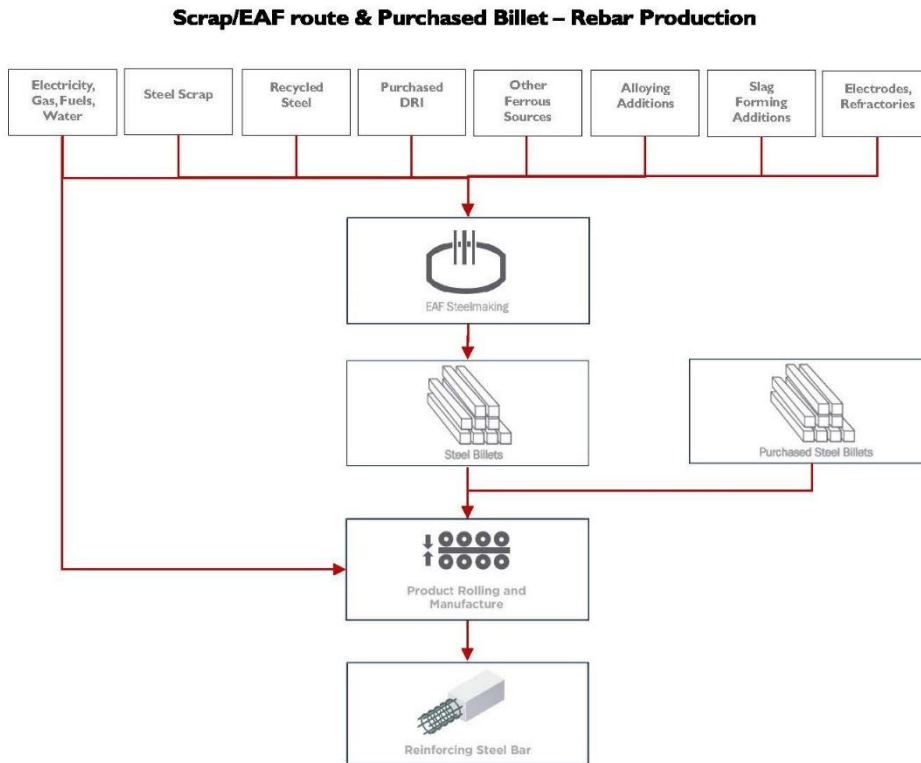 Scrap/EAF route & Purchased Billet – Rebar Production
Electricity,
Gas, Fuels,
Water
Steel Scrap
Recycled
Steel
Purchased
DRI
Other
Ferrous
Sources
Alloying
Additions
Slag
Forming
Additions
Electrodes,
Refractories
EAF Steelmaking
Steel Billets
Purchased Steel Billets
Product Rolling and
Manufacture
Reinforcing Steel Bar